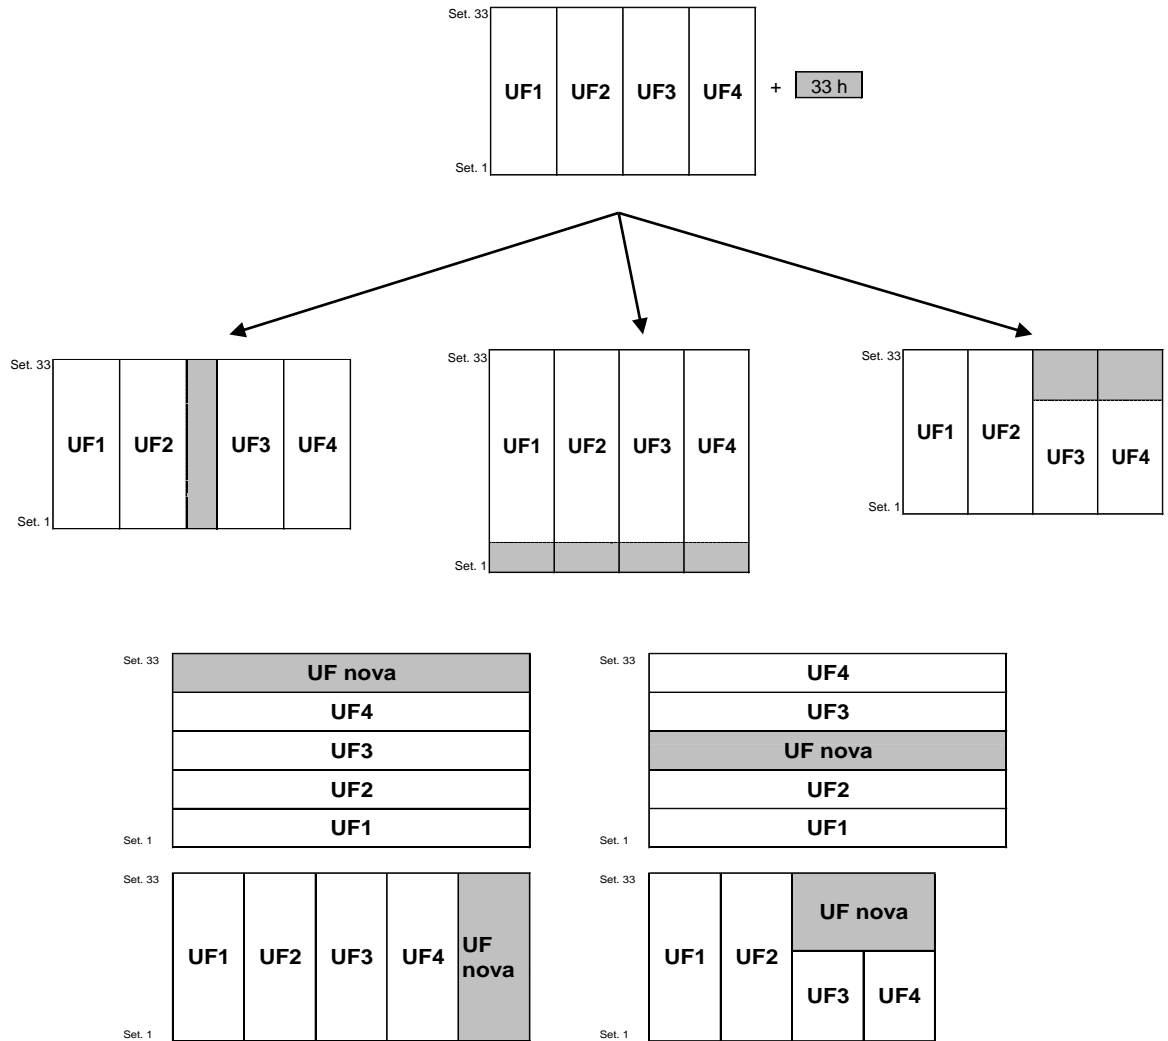 Set. 33
UF1 UF2 UF3 UF4 + 33 h
Set. 1
Set. 33
UF1 UF2 UF3 UF4
Set. 1
Set. 33
UF1 UF2 UF3 UF4
Set. 1
Set. 33
UF1 UF2 UF3 UF4
Set. 1
Set. 33
UF nova
UF4
UF3
UF2
UF1
Set. 1
Set. 33
UF4
UF3
UF nova
UF2
UF1
Set. 1
Set. 33
UF1 UF2 UF3 UF4 UF
nova
Set. 1
Set. 33
UF nova
UF1 UF2
UF3 UF4
Set. 1